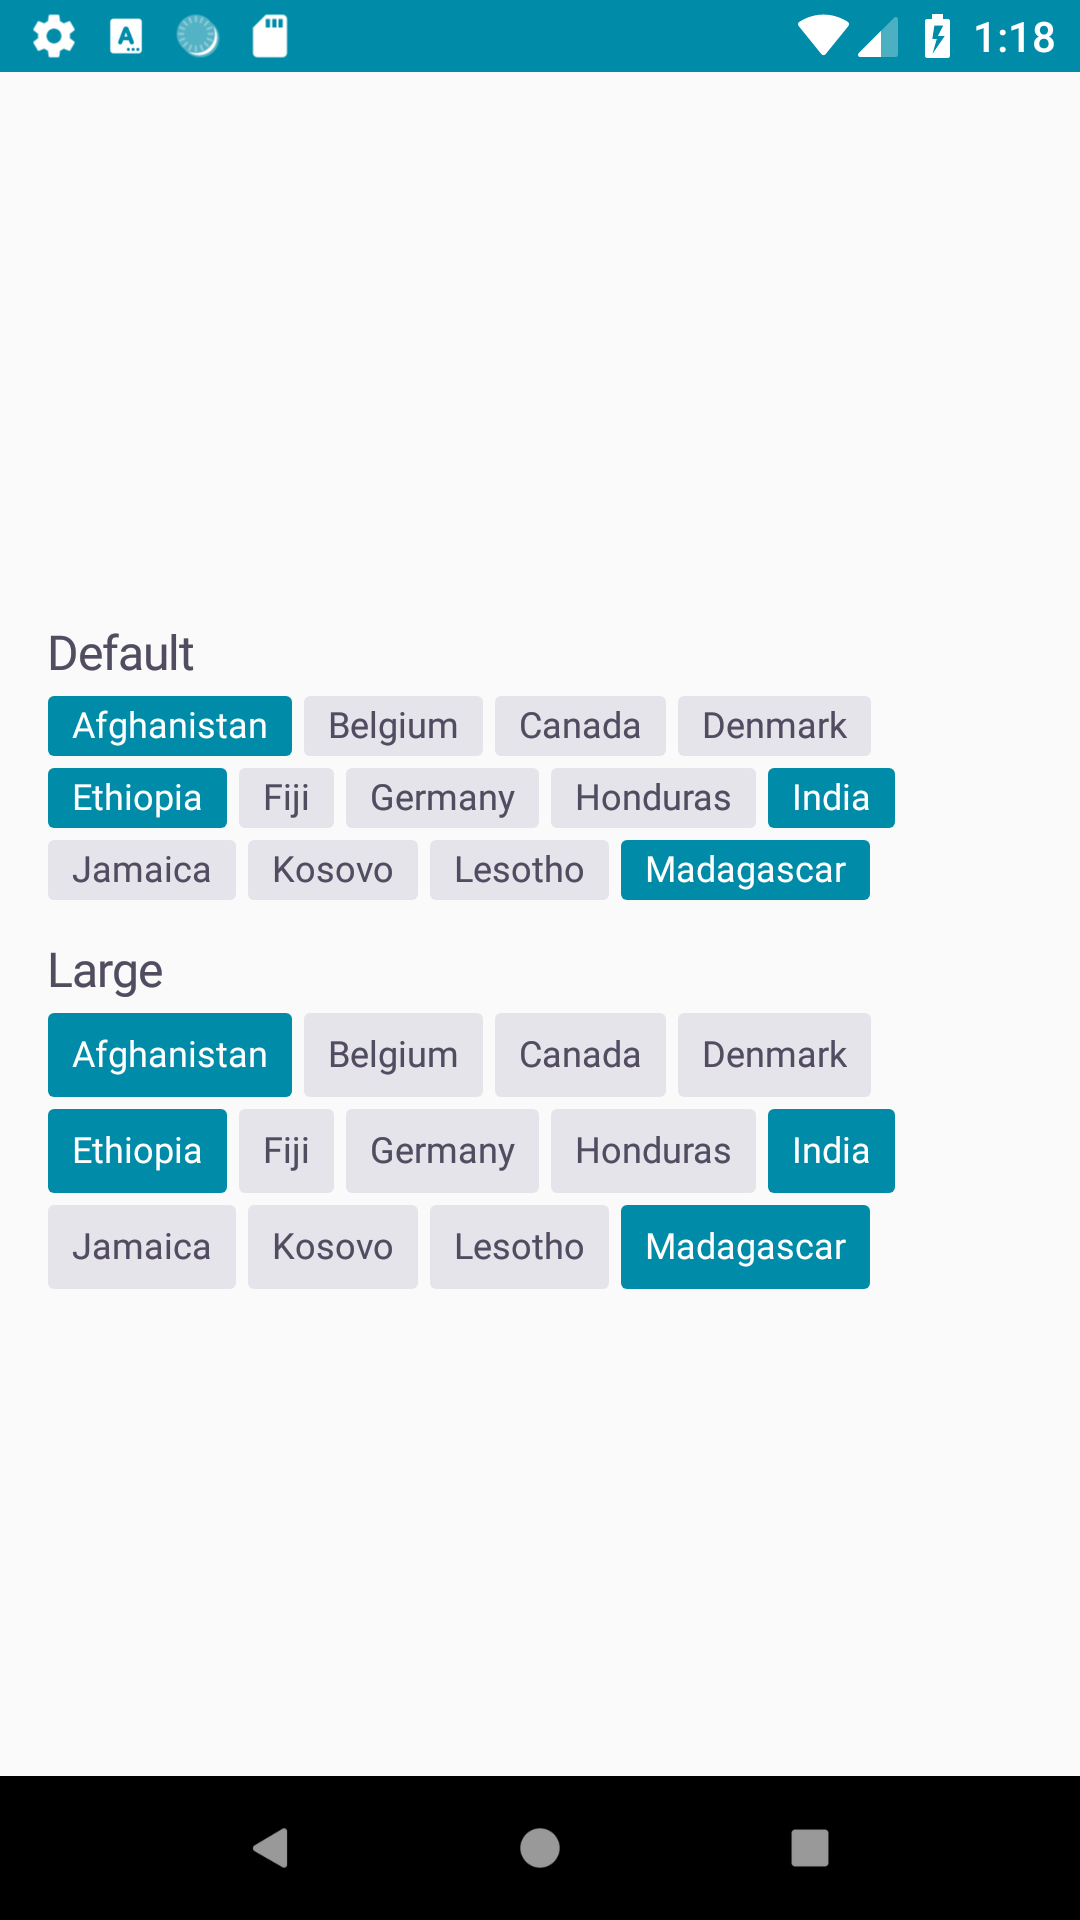 1:18
Default
Afghanistan Belgium Canada Denmark
Ethiopia Fiji Germany Honduras India
Jamaica Kosovo Lesotho Madagascar
Large
Afghanistan Belgium Canada Denmark
Ethiopia Fiji Germany Honduras India
Jamaica Kosovo Lesotho Madagascar